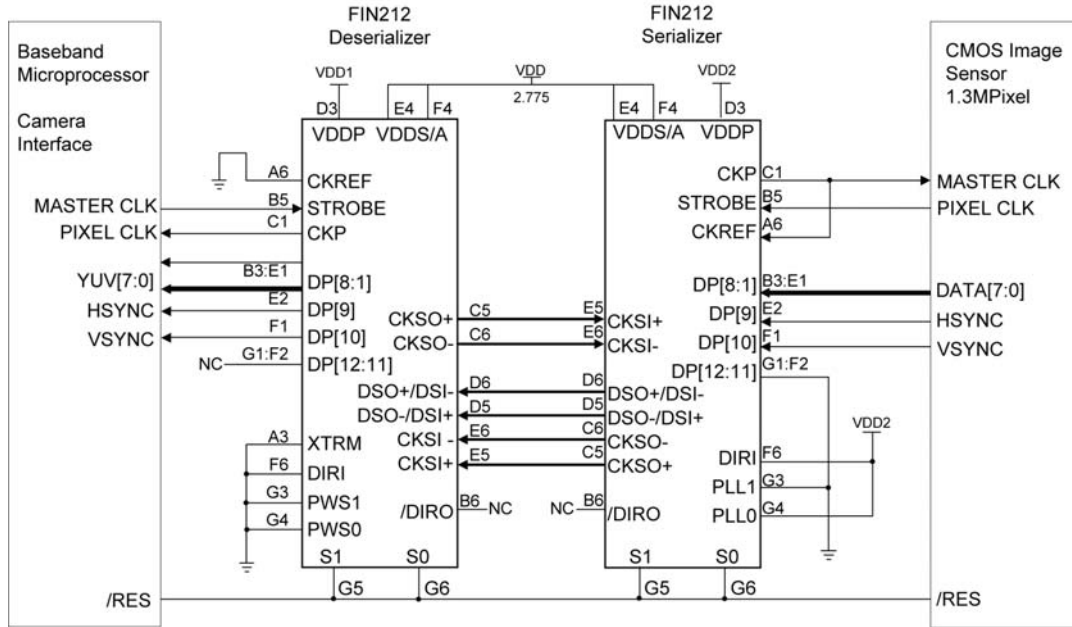 FIN212
Deserializer
FIN212
Serializer
Baseband
Microprocessor
Camera
Interface
CMOS Image
Sensor
1.3MPixel
VDD1
VDD
2.775
VDD2
D3
E4
F4
E4
F4
D3
VDDP
VDDS/A
VDDS/A
VDDP
A6
CKREF
MASTER CLK
B5
STROBE
PIXEL CLK
C1
CKP
YUV[7:0]
B3:E1
DP[8:1]
HSYNC
E2
DP[9]
VSYNC
F1
DP[10]
NC
G1:F2
DP[12:11]
CKSO+
C5
CKSO-
C6
DSO+/DSI-
D6
DSO-/DSI+
D5
CKSI -
E6
CKSI+
E5
A3
XTRM
F6
DIRI
G3
PWS1
G4
PWS0
/DIRO
B6
NC
S1
S0
G5
G6
/RES
CKP
C1
MASTER CLK
STROBE
B5
PIXEL CLK
CKREF
A6
DP[8:1]
B3:E1
DATA[7:0]
DP[9]
E2
HSYNC
DP[10]
F1
VSYNC
DP[12:11]
G1:F2
E5
CKSI+
E6
CKSI-
D6
DSO+/DSI-
D5
DSO-/DSI+
C6
CKSO-
C5
CKSO+
VDD2
DIRI
F6
PLL1
G3
PLL0
G4
NC
B6
/DIRO
S1
S0
G5
G6
/RES